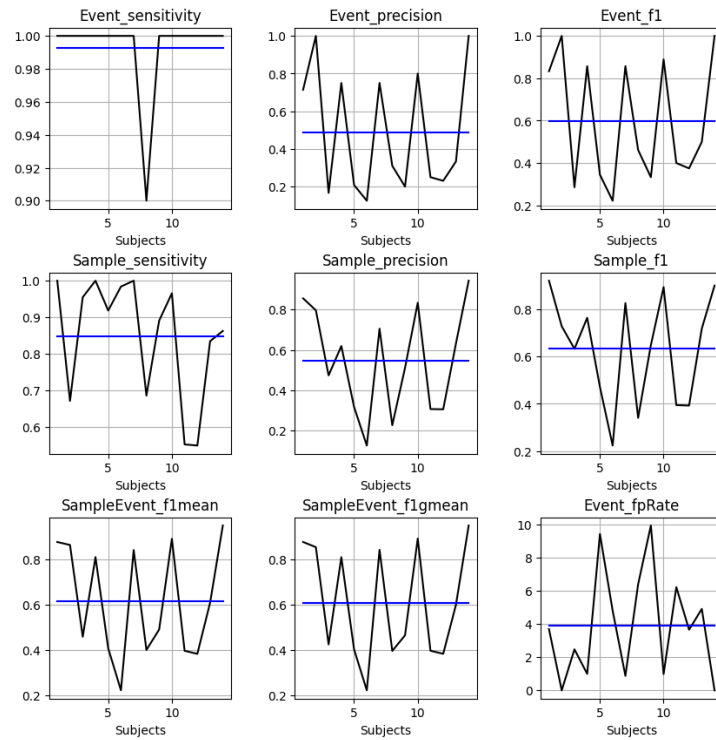 Event_sensitivity Event_precision Event_f1
1.00 1.0 1.0
0.98 0.8 0.8
0.96 0.6 0.6
0.94 0.4 0.4
0.92 0.2 0.2
0.90
5 10 5 10 5 10
Subjects Subjects Subjects
Sample_sensitivity Sample_precision Sample_f1
1.0 0.8 0.8
0.9 0.6 0.6
0.8 0.4 0.4
0.7 0.2 0.2
0.6
5 10 5 10 5 10
Subjects Subjects Subjects
SampleEvent_f1mean SampleEvent_f1gmean Event_fpRate
0.8 0.8 10
0.6 0.6 8
0.4 0.4 6
0.2 0.2 4
2
0
5 10 5 10 5 10
Subjects Subjects Subjects